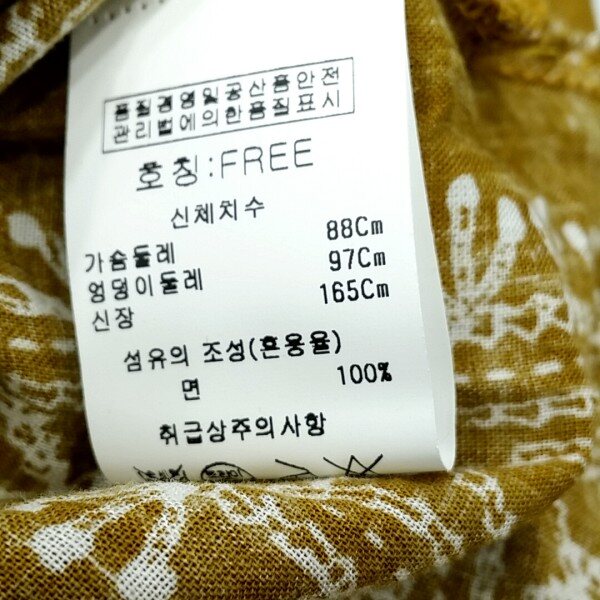 품질경영및공산품안전
관리법에의한품질표시
호칭:FREE
신체치수
가슴둘레 88Cm
엉덩이둘레 97Cm
신장 165Cm
섬유의 조성(혼용율)
면 100%
취급상주의사항